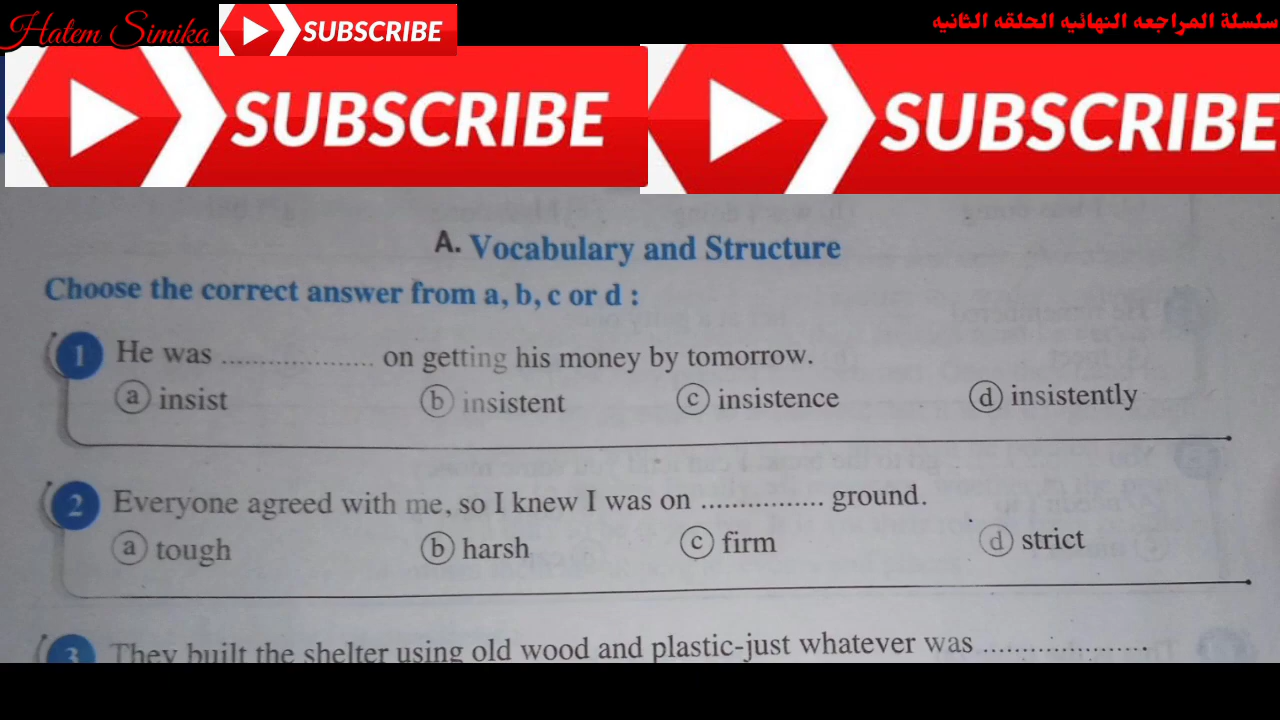 Hatem Simika SUBSCRIBE سلسلة المراجعه النهائيه الحلقه الثانيه
SUBSCRIBE SUBSCRIBE
A. Vocabulary and Structure
Choose the correct answer from a, b, c or d :
1 He was .................... on getting his money by tomorrow.
a insist b insistent c insistence d insistently
2 Everyone agreed with me, so I knew I was on ................ ground.
a tough b harsh c firm d strict
3 They built the shelter using old wood and plastic-just whatever was .....................